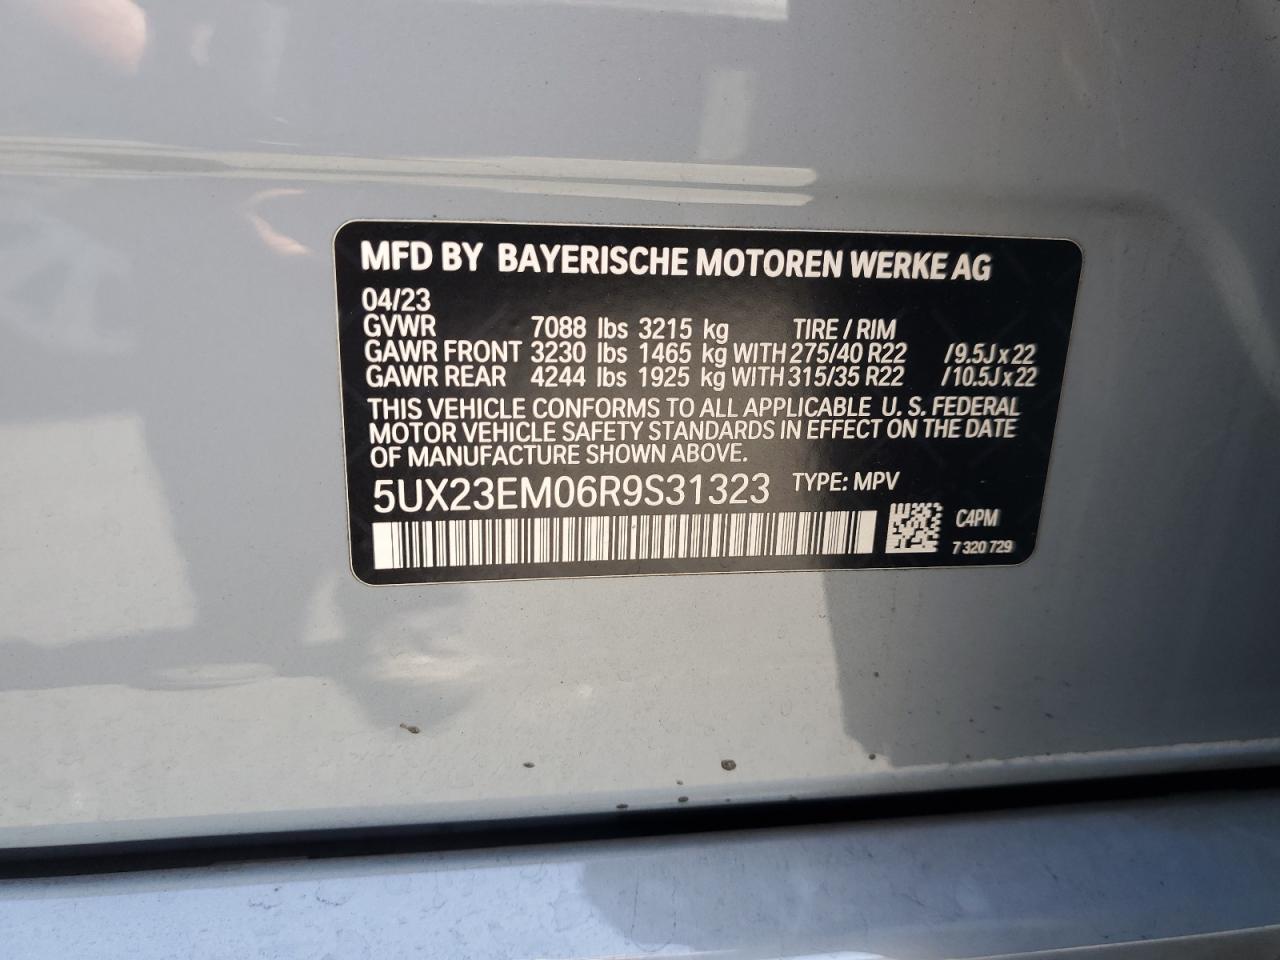 MFD BY BAYERISCHE MOTOREN WERKE AG
04/23
GVWR 7088 lbs 3215 kg TIRE / RIM
GAWR FRONT 3230 lbs 1465 kg WITH 275/40 R22 /9.5J x 22
GAWR REAR 4244 lbs 1925 kg WITH 315/35 R22 /10.5J x 22
THIS VEHICLE CONFORMS TO ALL APPLICABLE U. S. FEDERAL
MOTOR VEHICLE SAFETY STANDARDS IN EFFECT ON THE DATE
OF MANUFACTURE SHOWN ABOVE.
5UX23EM06R9S31323 TYPE: MPV
C4PM
7 320 729